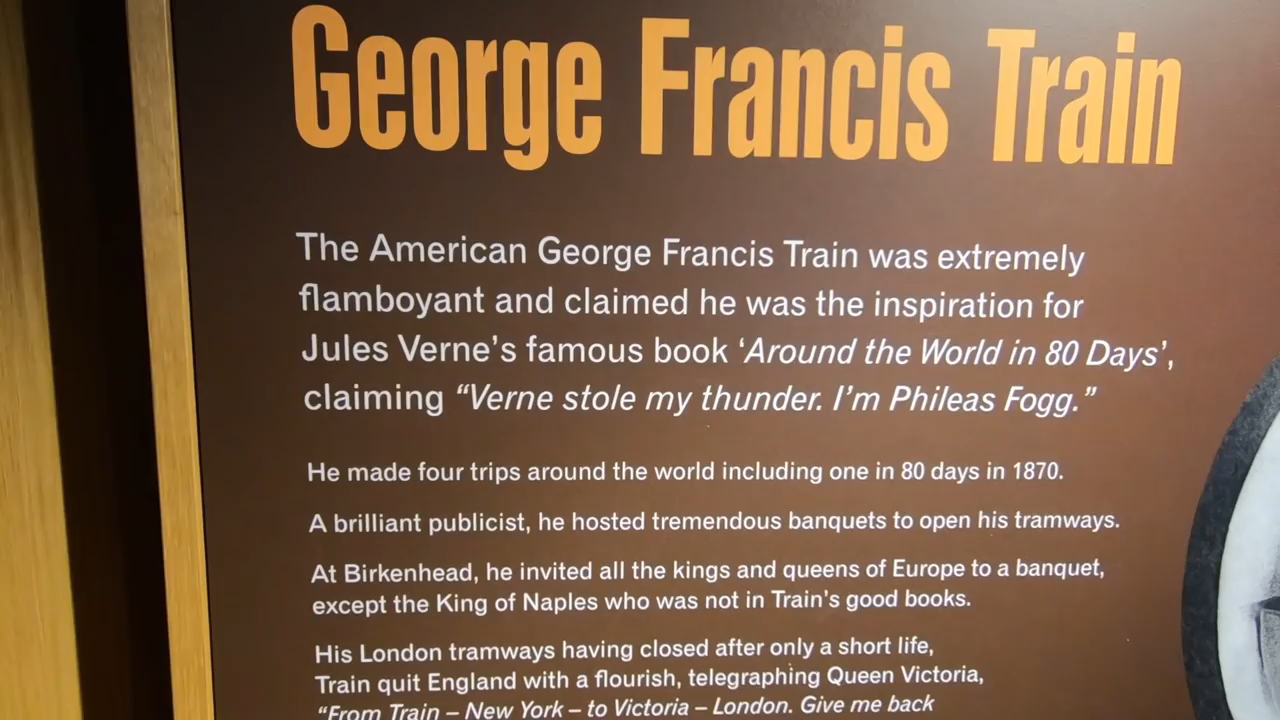 George Francis Train
The American George Francis Train was extremely
flamboyant and claimed he was the inspiration for
Jules Verne’s famous book ‘Around the World in 80 Days’,
claiming “Verne stole my thunder. I’m Phileas Fogg.”
He made four trips around the world including one in 80 days in 1870.
A brilliant publicist, he hosted tremendous banquets to open his tramways.
At Birkenhead, he invited all the kings and queens of Europe to a banquet,
except the King of Naples who was not in Train’s good books.
His London tramways having closed after only a short life,
Train quit England with a flourish, telegraphing Queen Victoria,
“From Train – New York – to Victoria – London. Give me back